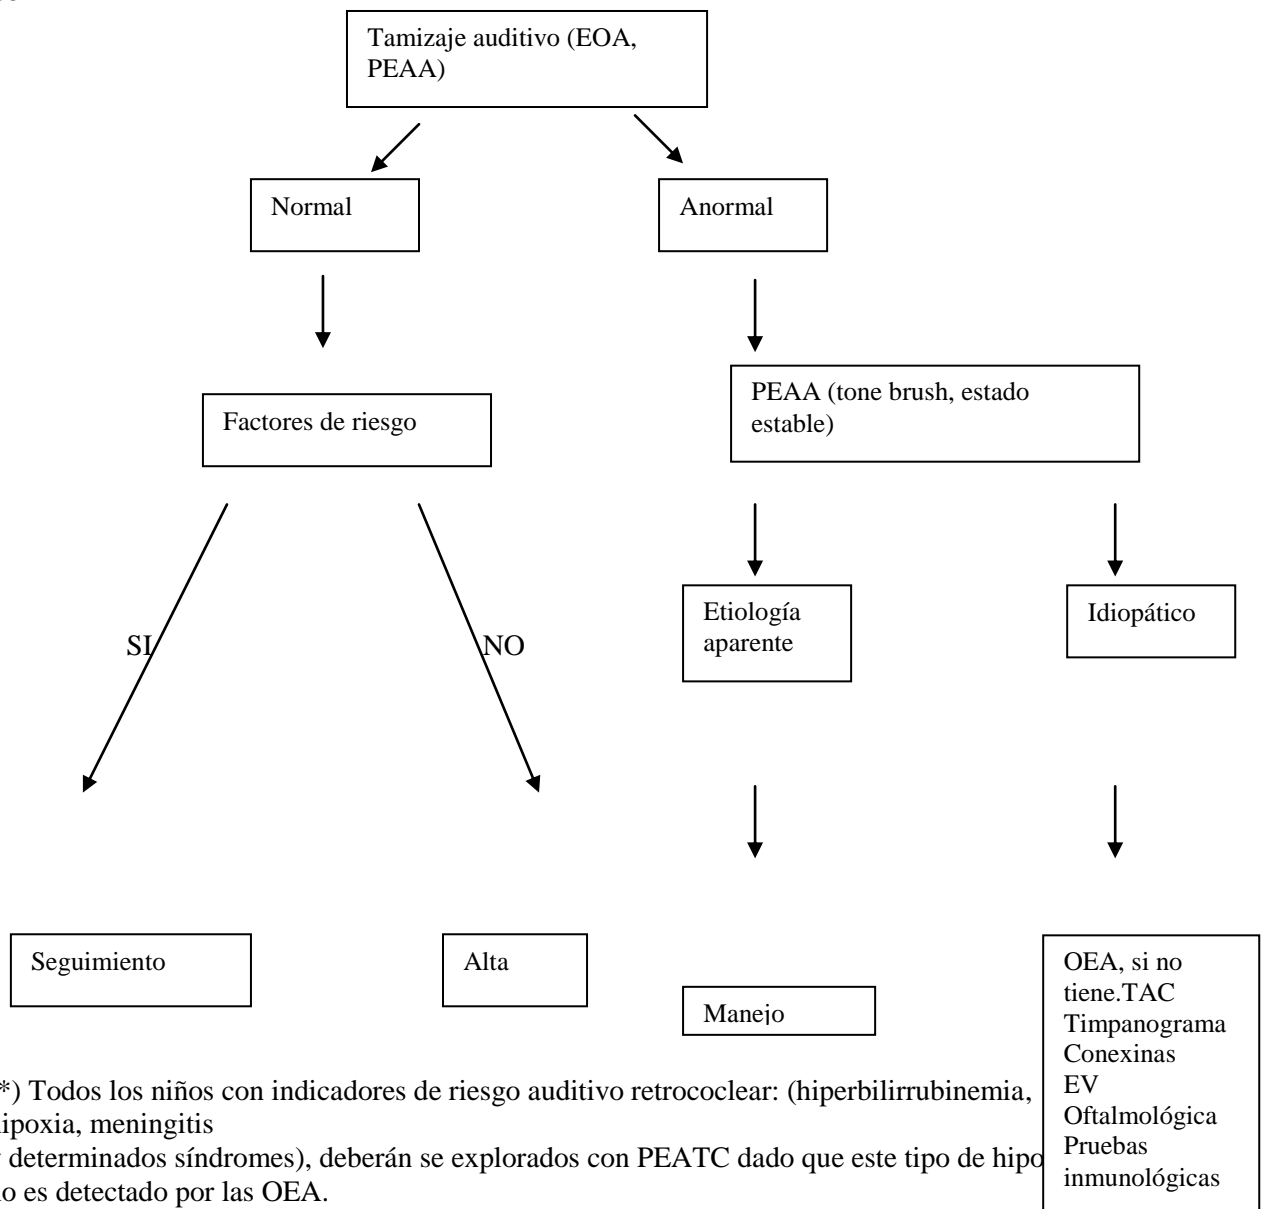 Tamizaje auditivo (EOA,
PEAA)
Normal
Anormal
Factores de riesgo
PEAA (tone brush, estado
estable)
SI
NO
Etiología
aparente
Idiopático
Seguimiento
Alta
Manejo
OEA, si no
tiene.TAC
Timpanograma
Conexinas
EV
Oftalmológica
Pruebas
inmunológicas
*) Todos los niños con indicadores de riesgo auditivo retrococlear: (hiperbilirrubinemia,
ipoxia, meningitis
determinados síndromes), deberán se explorados con PEATC dado que este tipo de hipo
o es detectado por las OEA.